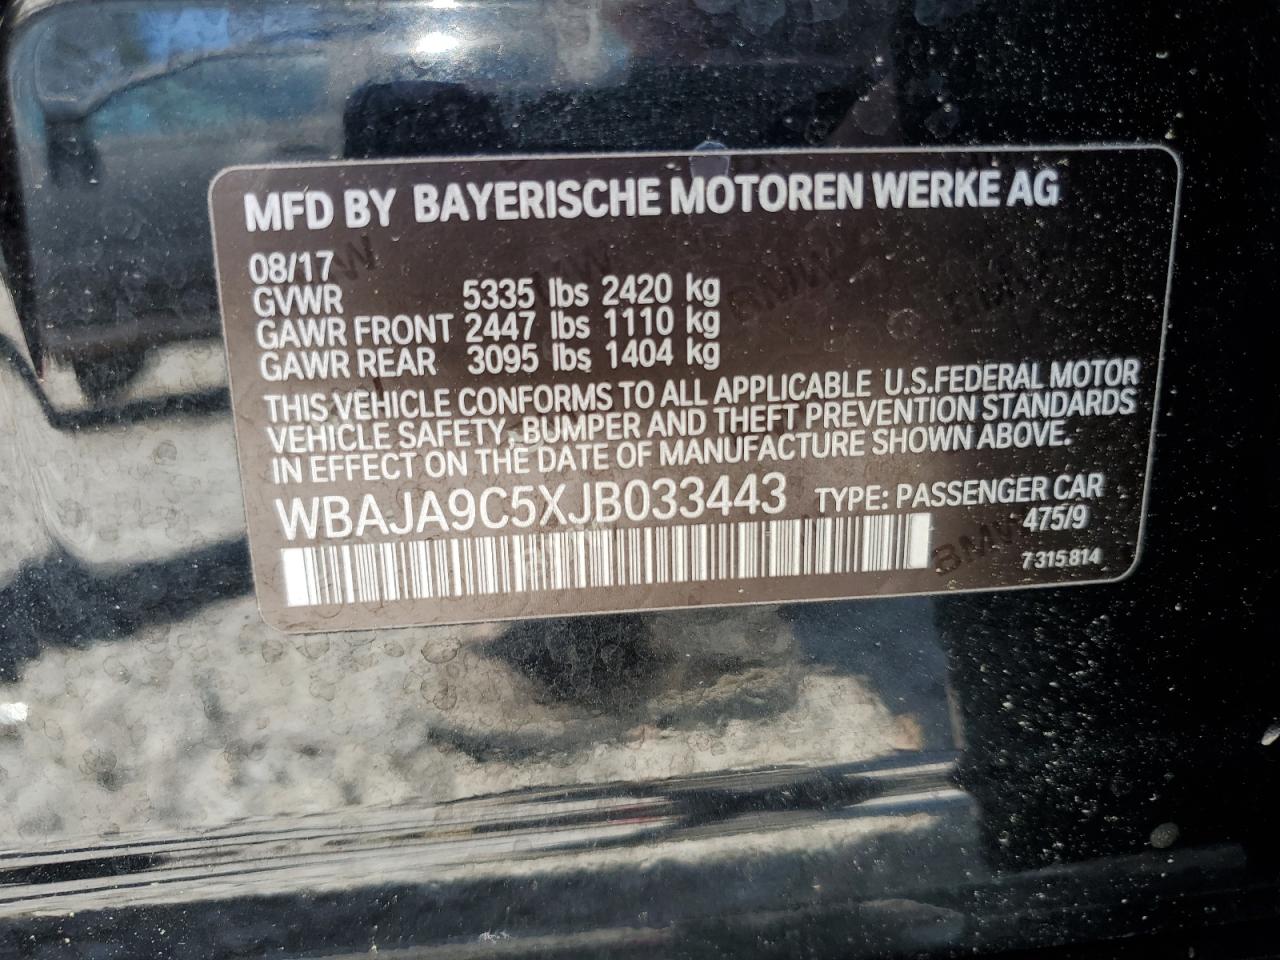 MFD BY BAYERISCHE MOTOREN WERKE AG
08/17
GVWR 5335 lbs 2420 kg
GAWR FRONT 2447 lbs 1110 kg
GAWR REAR 3095 lbs 1404 kg
THIS VEHICLE CONFORMS TO ALL APPLICABLE U.S.FEDERAL MOTOR
VEHICLE SAFETY, BUMPER AND THEFT PREVENTION STANDARDS
IN EFFECT ON THE DATE OF MANUFACTURE SHOWN ABOVE.
WBAJA9C5XJB033443 TYPE: PASSENGER CAR
475/9
7 315 814